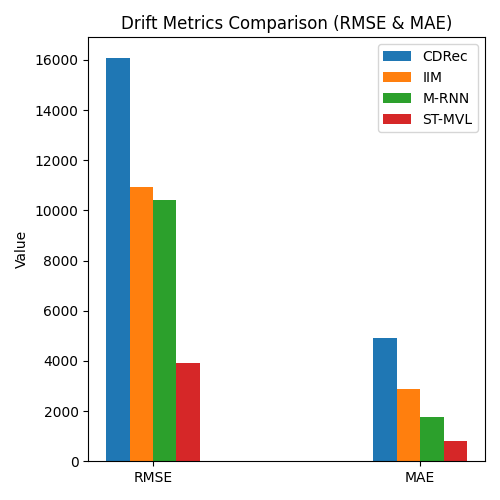 Drift Metrics Comparison (RMSE & MAE)
CDRec
IIM
M-RNN
ST-MVL
Value
16000
14000
12000
10000
8000
6000
4000
2000
0
RMSE MAE